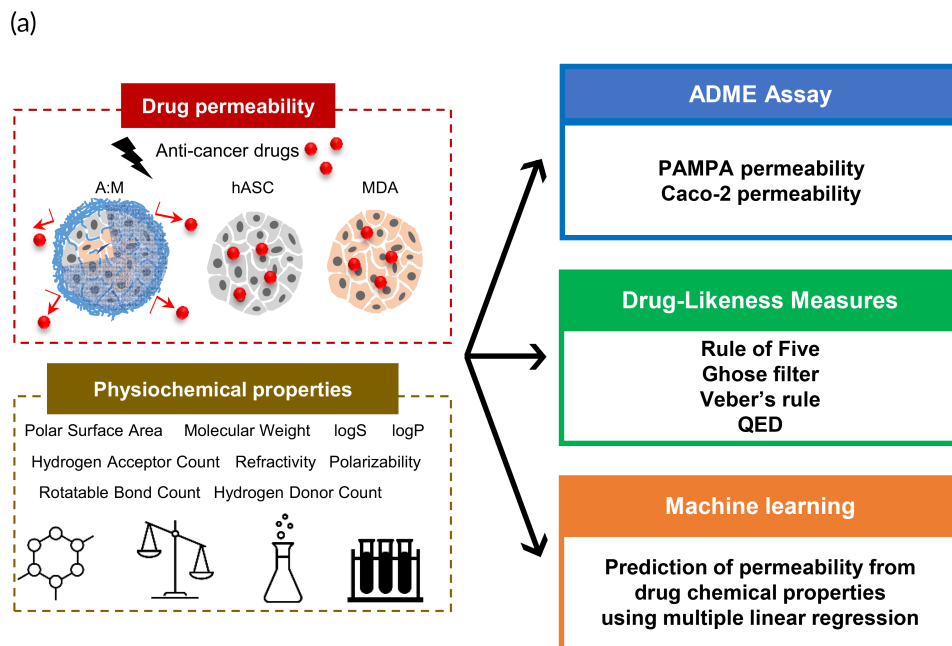 (a)
Drug permeability
Anti-cancer drugs
A:M hASC MDA
Physiochemical properties
Polar Surface Area Molecular Weight logS logP
Hydrogen Acceptor Count Refractivity Polarizability
Rotatable Bond Count Hydrogen Donor Count
ADME Assay
PAMPA permeability
Caco-2 permeability
Drug-Likeness Measures
Rule of Five
Ghose filter
Veber’s rule
QED
Machine learning
Prediction of permeability from
drug chemical properties
using multiple linear regression